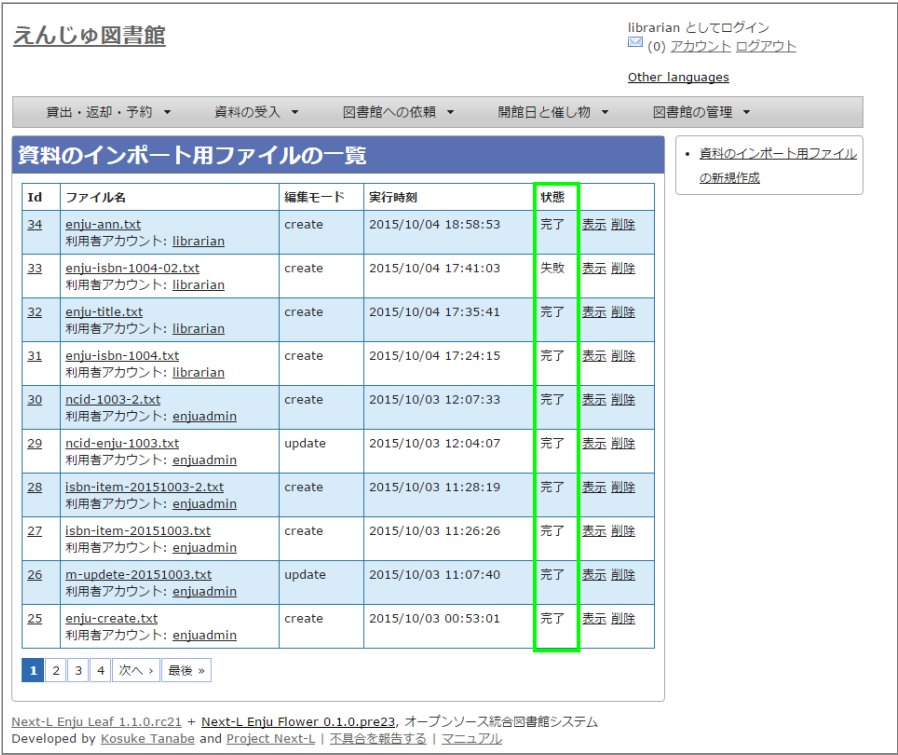 えんじゅ図書館
librarian としてログイン
(0) アカウント ログアウト
Other languages
貸出・返却・予約 ▼ 資料の受入 ▼ 図書館への依頼 ▼ 開館日と催し物 ▼ 図書館の管理 ▼
資料のインポート用ファイルの一覧
• 資料のインポート用ファイル
の新規作成
Id ファイル名 編集モード 実行時刻 状態
34 enju-ann.txt create 2015/10/04 18:58:53 完了 表示 削除
利用者アカウント: librarian
33 enju-isbn-1004-02.txt create 2015/10/04 17:41:03 失敗 表示 削除
利用者アカウント: librarian
32 enju-title.txt create 2015/10/04 17:35:41 完了 表示 削除
利用者アカウント: librarian
31 enju-isbn-1004.txt create 2015/10/04 17:24:15 完了 表示 削除
利用者アカウント: librarian
30 ncid-1003-2.txt create 2015/10/03 12:07:33 完了 表示 削除
利用者アカウント: enjuadmin
29 ncid-enju-1003.txt update 2015/10/03 12:04:07 完了 表示 削除
利用者アカウント: enjuadmin
28 isbn-item-20151003-2.txt create 2015/10/03 11:28:19 完了 表示 削除
利用者アカウント: enjuadmin
27 isbn-item-20151003.txt create 2015/10/03 11:26:26 完了 表示 削除
利用者アカウント: enjuadmin
26 m-updete-20151003.txt update 2015/10/03 11:07:40 完了 表示 削除
利用者アカウント: enjuadmin
25 enju-create.txt create 2015/10/03 00:53:01 完了 表示 削除
利用者アカウント: enjuadmin
1 2 3 4 次へ › 最後 »
Next-L Enju Leaf 1.1.0.rc21 + Next-L Enju Flower 0.1.0.pre23, オープンソース統合図書館システム
Developed by Kosuke Tanabe and Project Next-L | 不具合を報告する | マニュアル